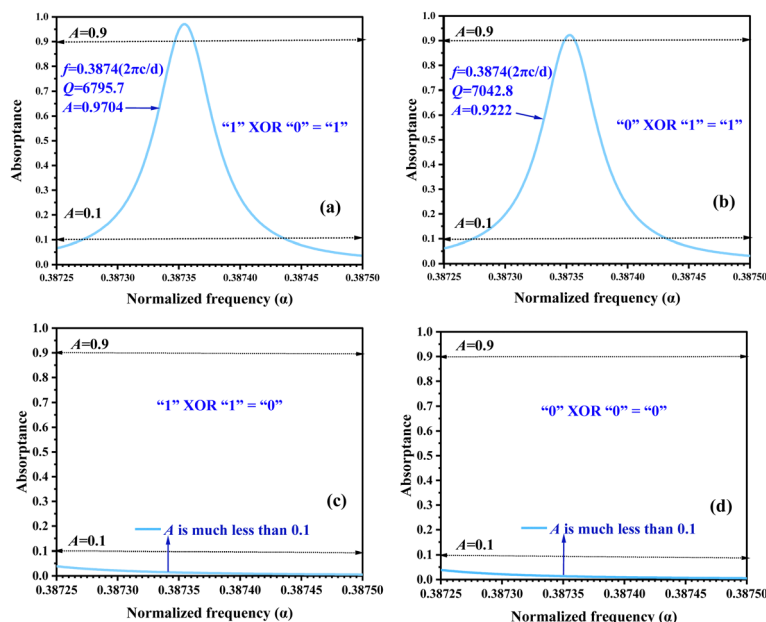 1.0
0.9
0.8
0.7
0.6
0.5
0.4
0.3
0.2
0.1
0.0
Absorptance
A=0.9
f=0.3874(2πc/d)
Q=6795.7
A=0.9704
“1” XOR “0” = “1”
(a)
A=0.1
0.38725 0.38730 0.38735 0.38740 0.38745 0.38750
Normalized frequency (α)
1.0
0.9
0.8
0.7
0.6
0.5
0.4
0.3
0.2
0.1
0.0
Absorptance
A=0.9
f=0.3874(2πc/d)
Q=7042.8
A=0.9222
“0” XOR “1” = “1”
(b)
A=0.1
0.38725 0.38730 0.38735 0.38740 0.38745 0.38750
Normalized frequency (α)
1.0
0.9
0.8
0.7
0.6
0.5
0.4
0.3
0.2
0.1
0.0
Absorptance
A=0.9
“1” XOR “1” = “0”
(c)
A is much less than 0.1
A=0.1
0.38725 0.38730 0.38735 0.38740 0.38745 0.38750
Normalized frequency (α)
1.0
0.9
0.8
0.7
0.6
0.5
0.4
0.3
0.2
0.1
0.0
Absorptance
A=0.9
“0” XOR “0” = “0”
(d)
A is much less than 0.1
A=0.1
0.38725 0.38730 0.38735 0.38740 0.38745 0.38750
Normalized frequency (α)